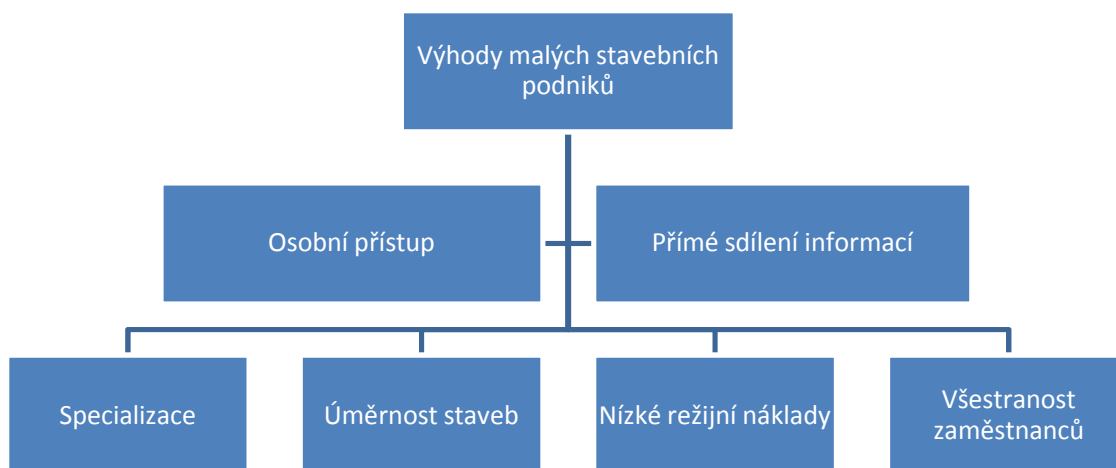 Výhody malých stavebních
podniků
Osobní přístup
Přímé sdílení informací
Specializace
Úměrnost staveb
Nízké režijní náklady
Všestranost
zaměstnanců